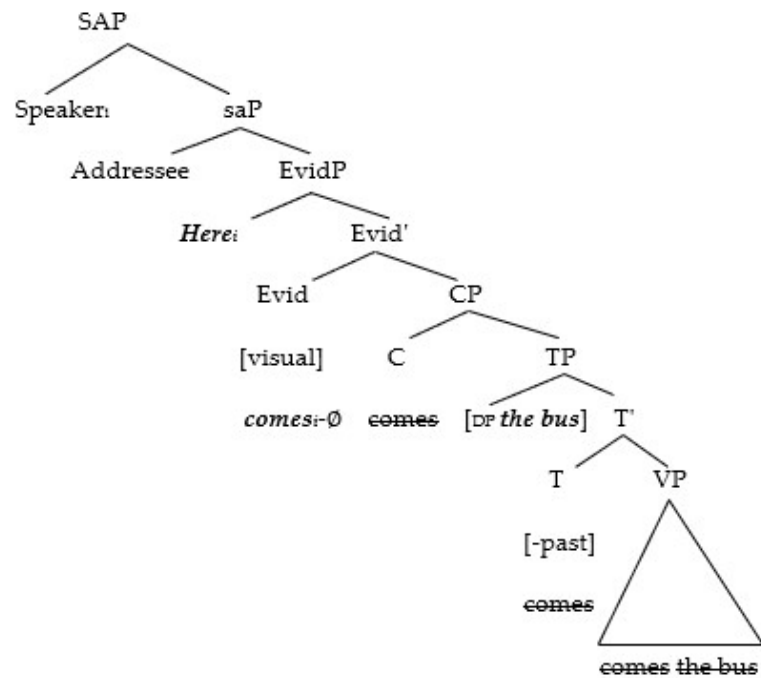 SAP
Speakerᵢ saP
Addressee EvidP
Hereᵢ Evid'
Evid CP
[visual] C TP
comesᵢ-Ø comes [DP the bus] T'
T VP
[-past]
comes
comes the bus